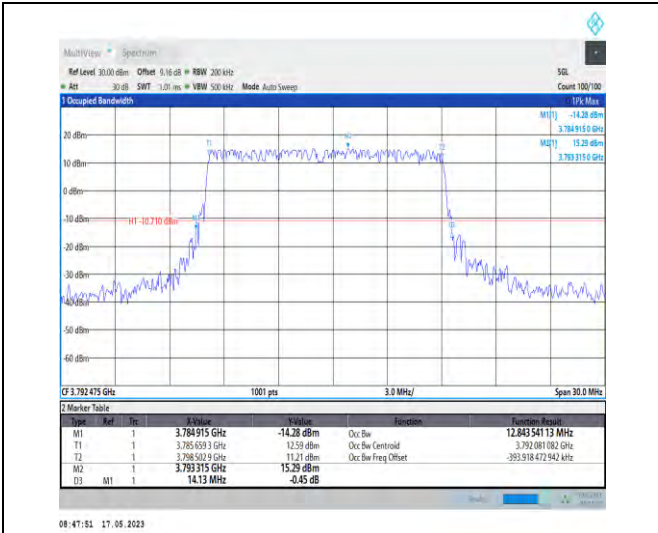 MultiView Spectrum
Ref Level 30.00 dBm Offset 9.16 dB RBW 200 kHz SGL
Att 30 dB SWT 1.01 ms VBW 500 kHz Mode Auto Sweep Count 100/100
1 Occupied Bandwidth 1Pk Max
M1[1] -14.28 dBm
3.784 915 0 GHz
20 dBm M2[1] 15.29 dBm
3.793 315 0 GHz
T1 M2 T2
10 dBm
0 dBm
-10 dBm
H1 -10.710 dBm
M1 D3
-20 dBm
-30 dBm
-40 dBm
-50 dBm
-60 dBm
CF 3.792 475 GHz 1001 pts 3.0 MHz/ Span 30.0 MHz
2 Marker Table
Type Ref Trc X-Value Y-Value Function Function Result
M1 1 3.784 915 GHz -14.28 dBm Occ Bw 12.843 541 13 MHz
T1 1 3.785 659 3 GHz 12.59 dBm Occ Bw Centroid 3.792 081 082 GHz
T2 1 3.798 502 9 GHz 11.21 dBm Occ Bw Freq Offset -393.918 472 942 kHz
M2 1 3.793 315 GHz 15.29 dBm
D3 M1 1 14.13 MHz -0.45 dB
08:47:51 17.05.2023